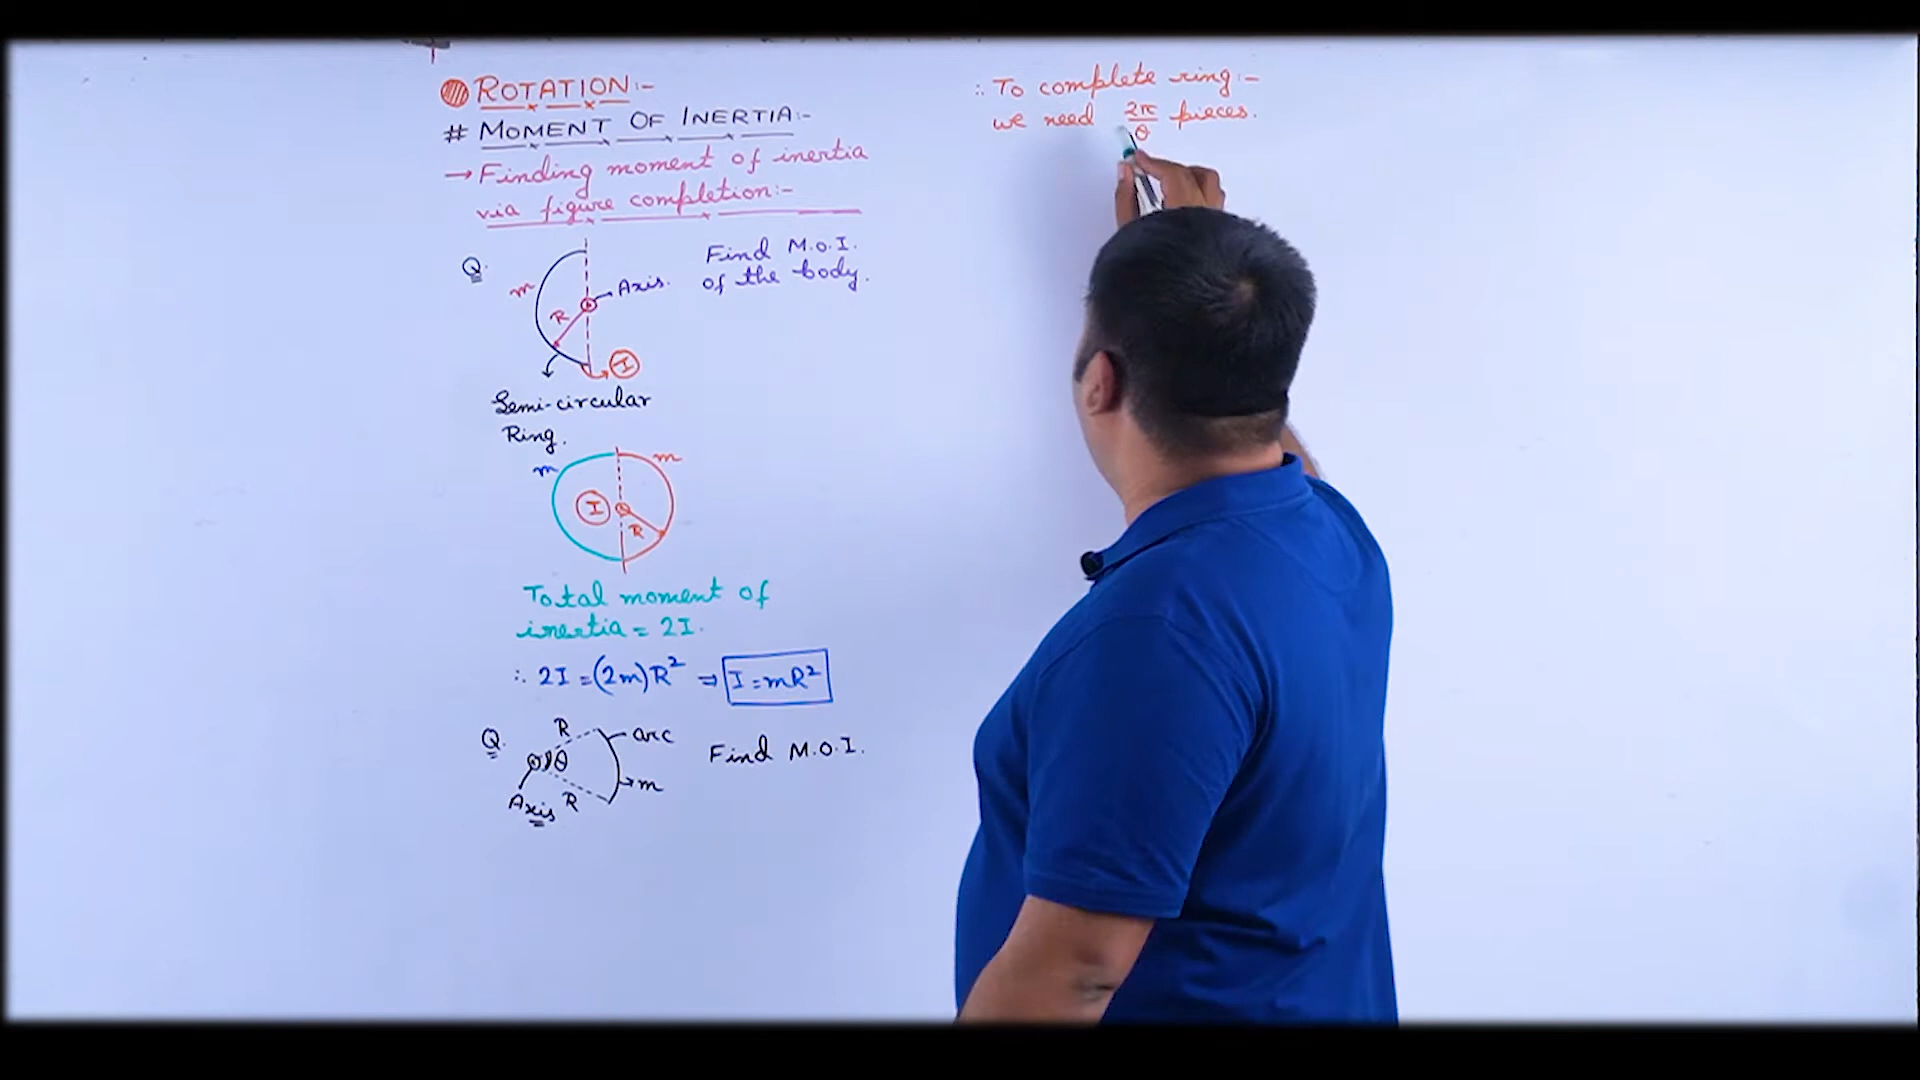 ROTATION:-
# MOMENT OF INERTIA:-
→ Finding moment of inertia
via figure completion:-
Q.
m
R
Axis.
Find M.O.I.
of the body.
I
Semi-circular
Ring.
m
m
I
R
Total moment of
inertia = 2I.
∴ 2I = (2m)R² ⇒ I = mR²
Q.
R
θ
arc
m
Axis
R
Find M.O.I.
∴ To complete ring:-
we need 2π/θ pieces.